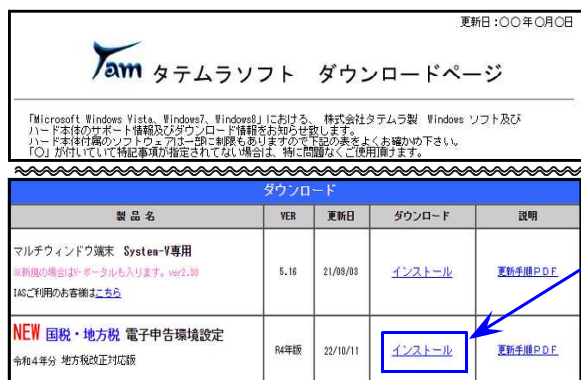 更新日：○○年○月○日
Tam タテムラソフト　ダウンロードページ
「Microsoft Windows Vista、Windows7、Windows8」における、 株式会社タテムラ製 Windows ソフト及び
ハード本体のサポート情報及びダウンロード情報をお知らせ致します。
ハード本体付属のソフトウェアは一部に制限もありますので下記の表をよくお確かめ下さい。
「○」が付いていて特記事項が指定されてない場合は、特に問題なくご使用頂けます。
ダウンロード
製品名 VER 更新日 ダウンロード 説明
マルチウィンドウ端末 System-V専用
※新規の場合はV-ポータルも入ります。ver2.30
IASご利用のお客様はこちら
5.16 21/09/03 インストール 更新手順PDF
NEW 国税・地方税 電子申告環境設定
令和4年分 地方税改正対応版
R4年版 22/10/11 インストール 更新手順PDF